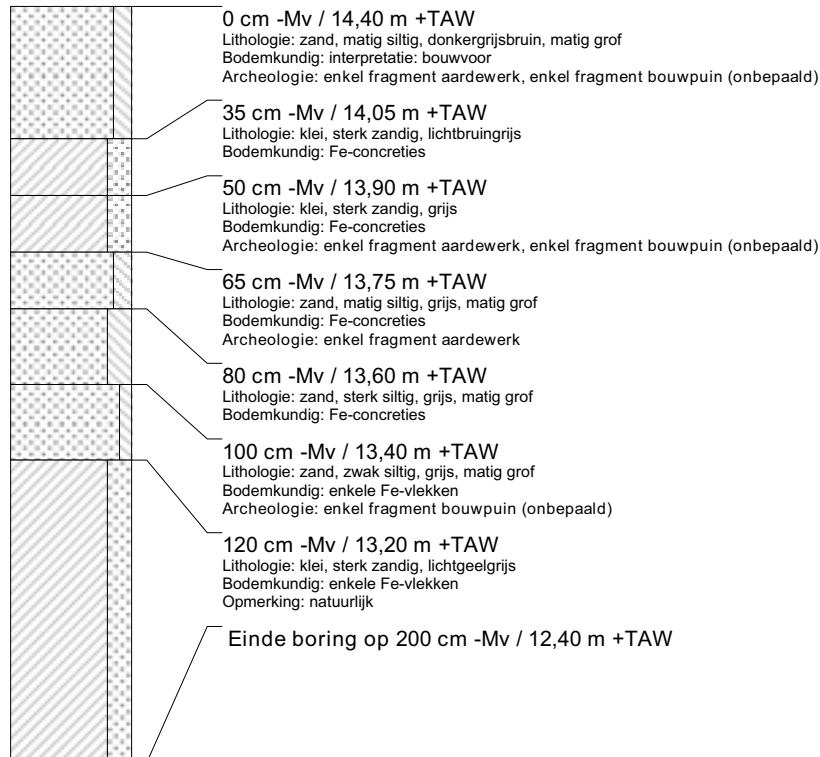 0 cm -Mv / 14,40 m +TAW
Lithologie: zand, matig siltig, donkergrijsbruin, matig grof
Bodemkundig: interpretatie: bouwvoor
Archeologie: enkel fragment aardewerk, enkel fragment bouwpuin (onbepaald)
35 cm -Mv / 14,05 m +TAW
Lithologie: klei, sterk zandig, lichtbruingrijs
Bodemkundig: Fe-concreties
50 cm -Mv / 13,90 m +TAW
Lithologie: klei, sterk zandig, grijs
Bodemkundig: Fe-concreties
Archeologie: enkel fragment aardewerk, enkel fragment bouwpuin (onbepaald)
65 cm -Mv / 13,75 m +TAW
Lithologie: zand, matig siltig, grijs, matig grof
Bodemkundig: Fe-concreties
Archeologie: enkel fragment aardewerk
80 cm -Mv / 13,60 m +TAW
Lithologie: zand, sterk siltig, grijs, matig grof
Bodemkundig: Fe-concreties
100 cm -Mv / 13,40 m +TAW
Lithologie: zand, zwak siltig, grijs, matig grof
Bodemkundig: enkele Fe-vlekken
Archeologie: enkel fragment bouwpuin (onbepaald)
120 cm -Mv / 13,20 m +TAW
Lithologie: klei, sterk zandig, lichtgeelgrijs
Bodemkundig: enkele Fe-vlekken
Opmerking: natuurlijk
Einde boring op 200 cm -Mv / 12,40 m +TAW